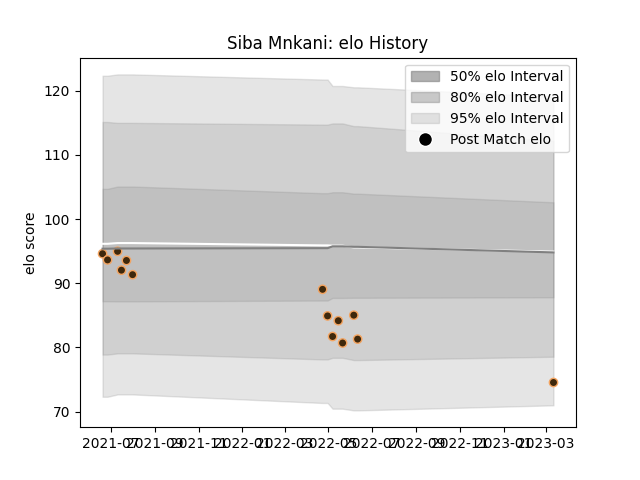 Siba Mnkani: elo History
50% elo Interval
80% elo Interval
95% elo Interval
Post Match elo
elo score
120
110
100
90
80
70
2021-07 2021-09 2021-11 2022-01 2022-03 2022-05 2022-07 2022-09 2022-11 2023-01 2023-03